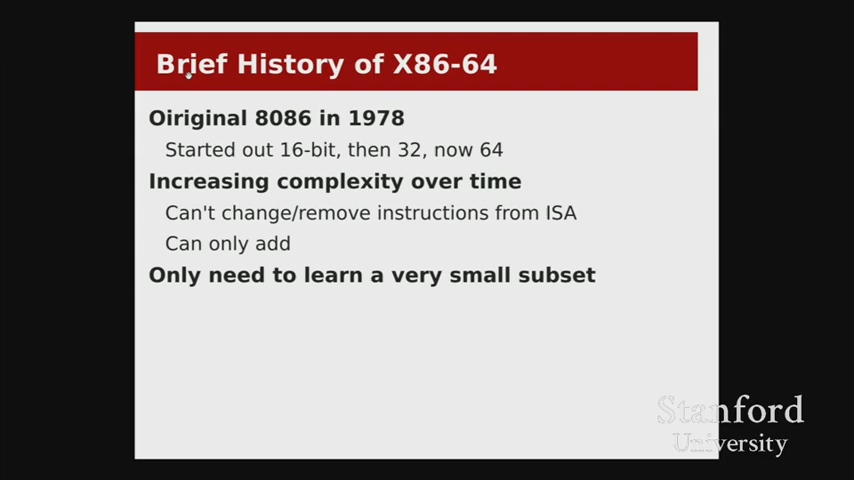 Brief History of X86-64
Oiriginal 8086 in 1978
Started out 16-bit, then 32, now 64
Increasing complexity over time
Can't change/remove instructions from ISA
Can only add
Only need to learn a very small subset
Stanford
University